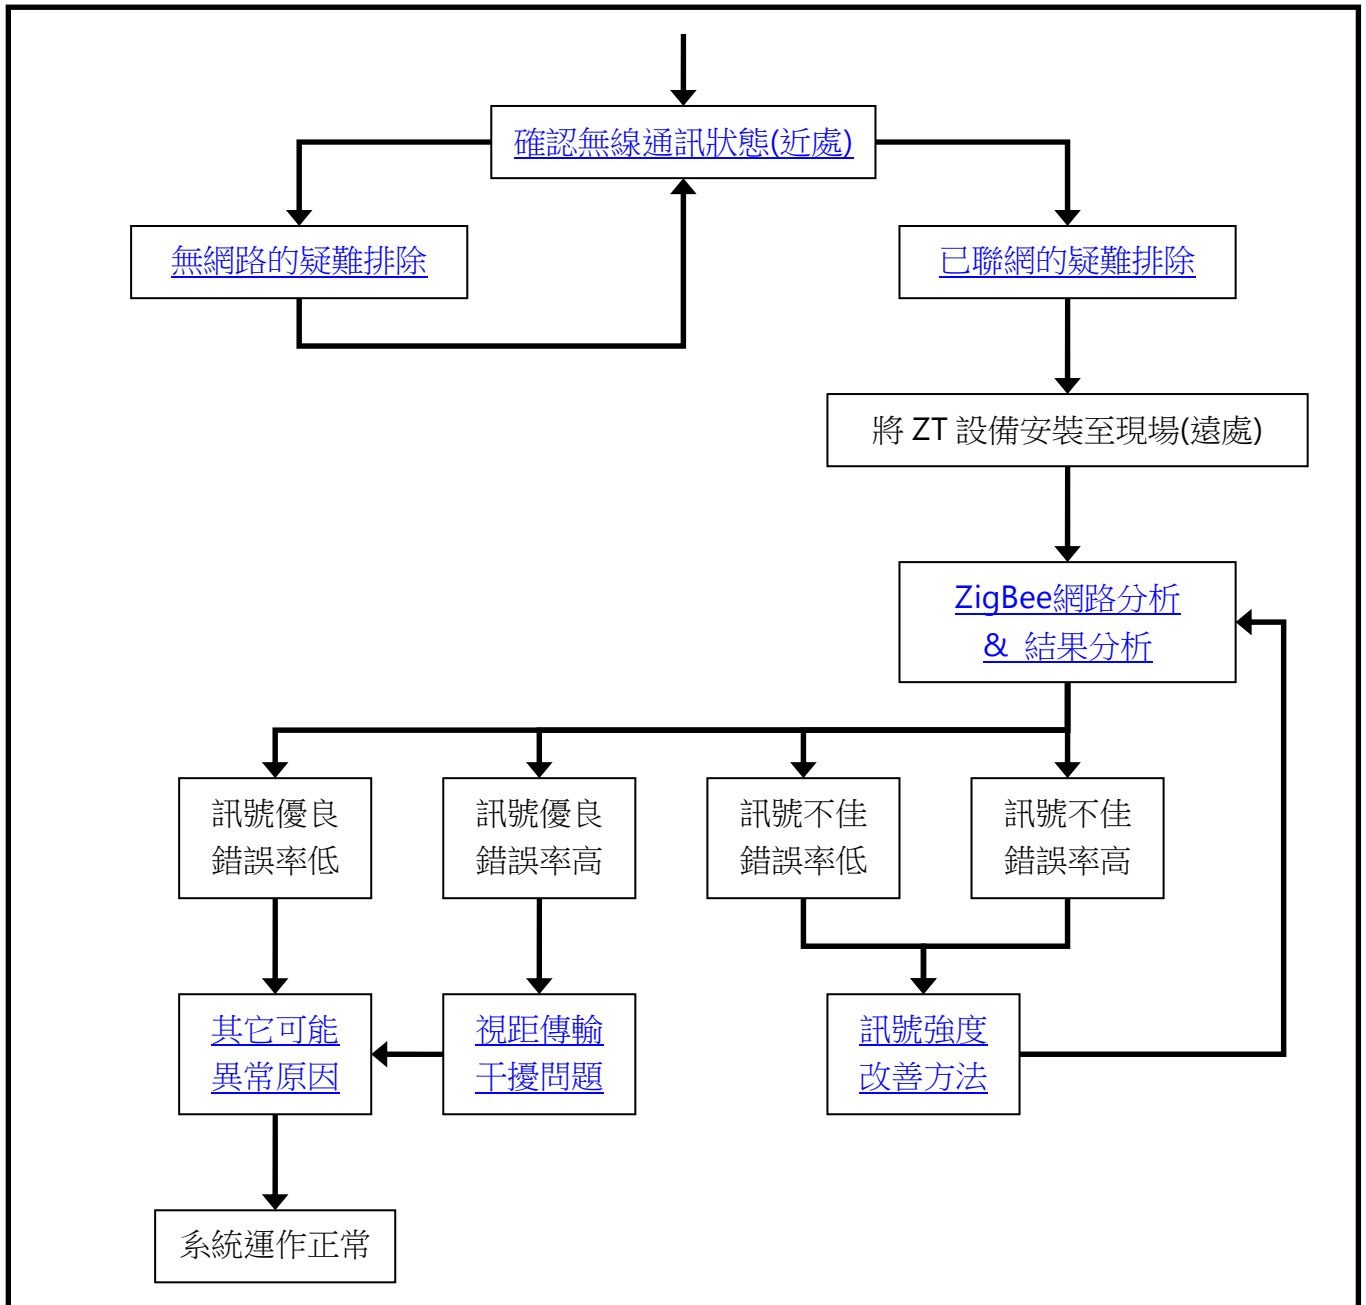 確認無線通訊狀態(近處)
無網路的疑難排除
已聯網的疑難排除
將 ZT 設備安裝至現場(遠處)
ZigBee網路分析
& 結果分析
訊號優良
錯誤率低
訊號優良
錯誤率高
訊號不佳
錯誤率低
訊號不佳
錯誤率高
其它可能
異常原因
視距傳輸
干擾問題
訊號強度
改善方法
系統運作正常